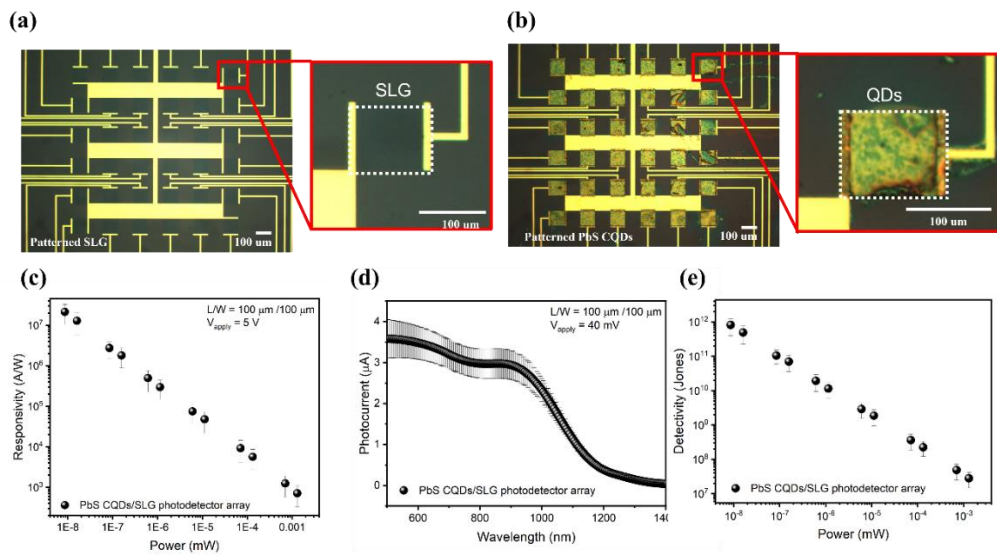 (a)
SLG
Patterned SLG
100 um
100 um
(b)
QDs
Patterned PbS CQDs
100 um
100 um
(c)
L/W = 100 μm /100 μm
V_apply = 5 V
10^7
10^6
10^5
10^4
10^3
Responsivity (A/W)
PbS CQDs/SLG photodetector array
1E-8 1E-7 1E-6 1E-5 1E-4 0.001
Power (mW)
(d)
L/W = 100 μm /100 μm
V_apply = 40 mV
4
3
2
1
0
Photocurrent (μA)
PbS CQDs/SLG photodetector array
600 800 1000 1200 1400
Wavelength (nm)
(e)
10^12
10^11
10^10
10^9
10^8
10^7
Detectivity (Jones)
PbS CQDs/SLG photodetector array
10^-8 10^-7 10^-6 10^-5 10^-4 10^-3
Power (mW)